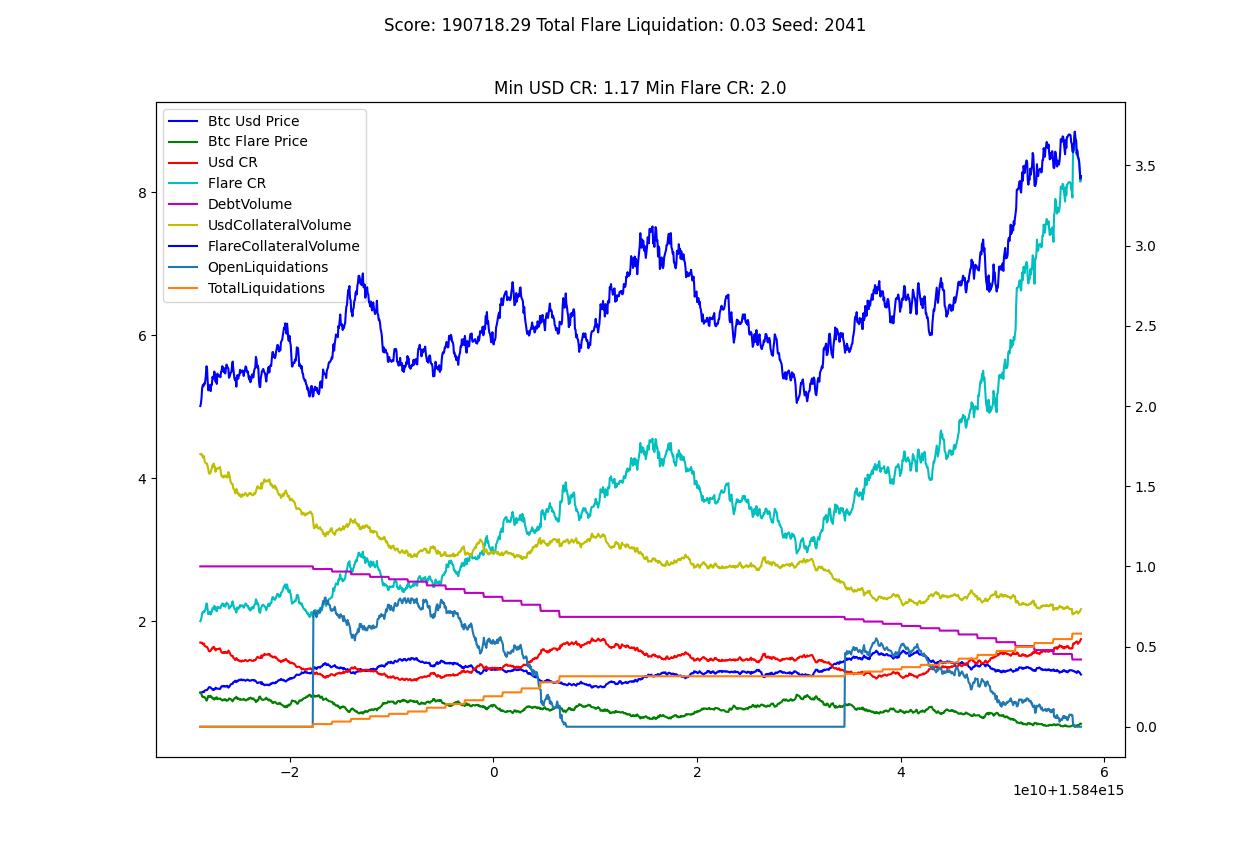 Score: 190718.29 Total Flare Liquidation: 0.03 Seed: 2041
Min USD CR: 1.17 Min Flare CR: 2.0
Btc Usd Price
Btc Flare Price
Usd CR
Flare CR
DebtVolume
UsdCollateralVolume
FlareCollateralVolume
OpenLiquidations
TotalLiquidations
8
6
4
2
3.5
3.0
2.5
2.0
1.5
1.0
0.5
0.0
−2 0 2 4 6
1e10+1.584e15